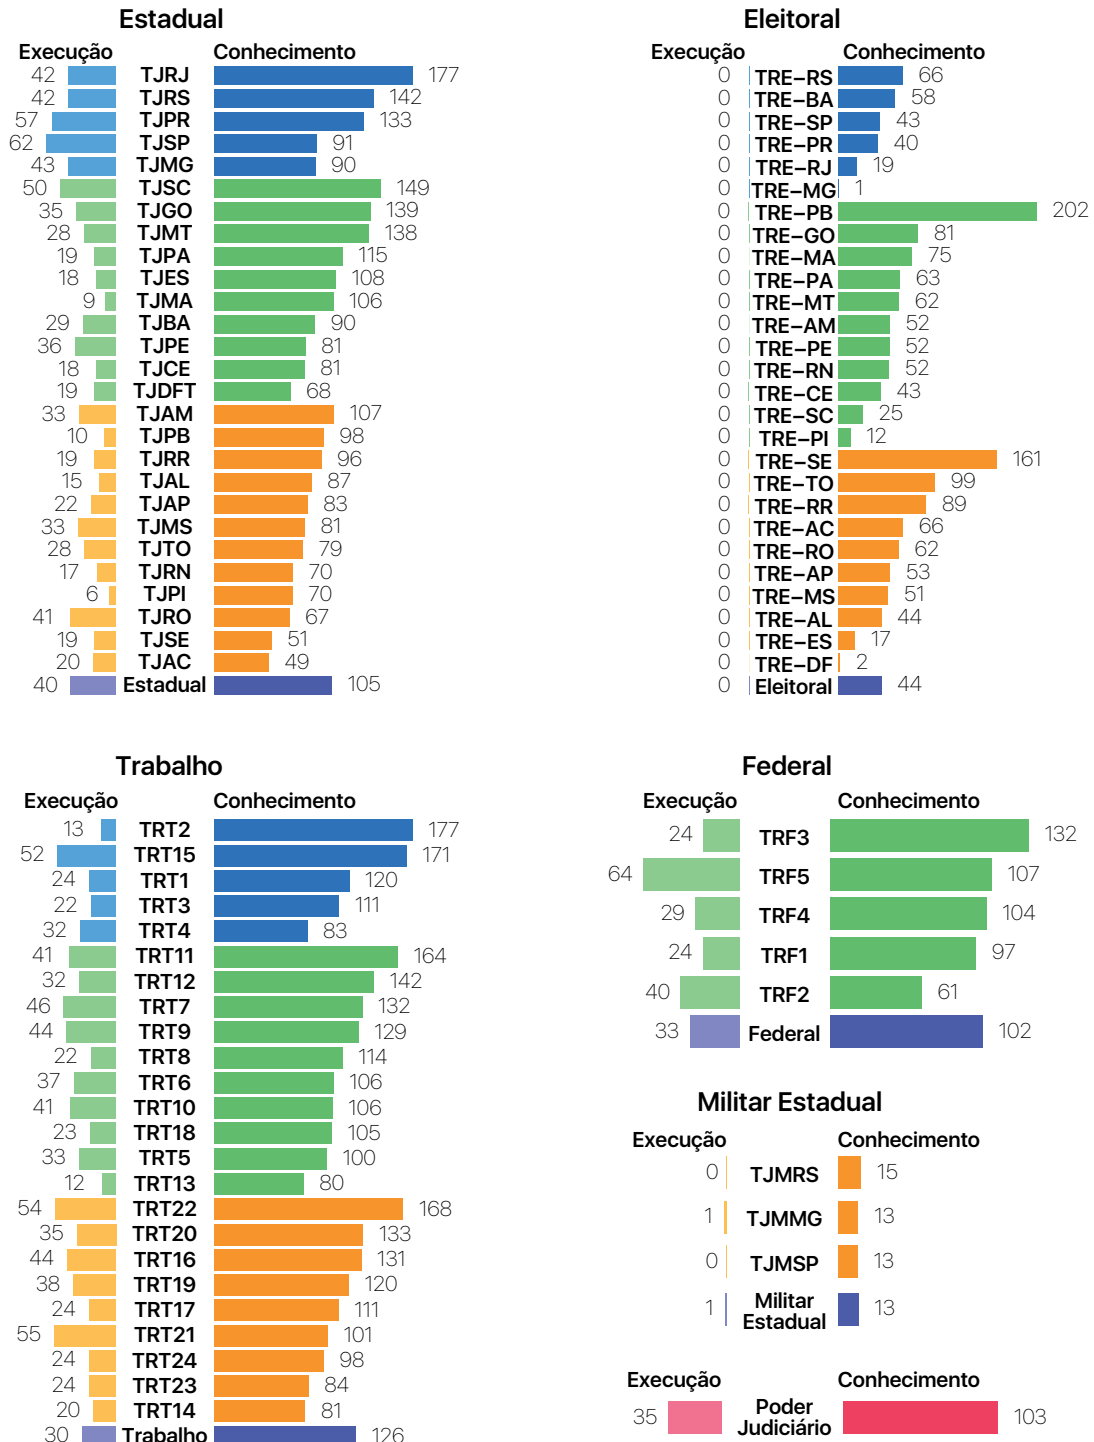 Estadual
Execução Conhecimento
42 TJRJ 177
42 TJRS 142
57 TJPR 133
62 TJSP 91
43 TJMG 90
50 TJSC 149
35 TJGO 139
28 TJMT 138
19 TJPA 115
18 TJES 108
9 TJMA 106
29 TJBA 90
36 TJPE 81
18 TJCE 81
19 TJDFT 68
33 TJAM 107
10 TJPB 98
19 TJRR 96
15 TJAL 87
22 TJAP 83
33 TJMS 81
28 TJTO 79
17 TJRN 70
6 TJPI 70
41 TJRO 67
19 TJSE 51
20 TJAC 49
40 Estadual 105
Eleitoral
Execução Conhecimento
0 TRE–RS 66
0 TRE–BA 58
0 TRE–SP 43
0 TRE–PR 40
0 TRE–RJ 19
0 TRE–MG 1
0 TRE–PB 202
0 TRE–GO 81
0 TRE–MA 75
0 TRE–PA 63
0 TRE–MT 62
0 TRE–AM 52
0 TRE–PE 52
0 TRE–RN 52
0 TRE–CE 43
0 TRE–SC 25
0 TRE–PI 12
0 TRE–SE 161
0 TRE–TO 99
0 TRE–RR 89
0 TRE–AC 66
0 TRE–RO 62
0 TRE–AP 53
0 TRE–MS 51
0 TRE–AL 44
0 TRE–ES 17
0 TRE–DF 2
0 Eleitoral 44
Trabalho
Execução Conhecimento
13 TRT2 177
52 TRT15 171
24 TRT1 120
22 TRT3 111
32 TRT4 83
41 TRT11 164
32 TRT12 142
46 TRT7 132
44 TRT9 129
22 TRT8 114
37 TRT6 106
41 TRT10 106
23 TRT18 105
33 TRT5 100
12 TRT13 80
54 TRT22 168
35 TRT20 133
44 TRT16 131
38 TRT19 120
24 TRT17 111
55 TRT21 101
24 TRT24 98
24 TRT23 84
20 TRT14 81
30 Trabalho 126
Federal
Execução Conhecimento
24 TRF3 132
64 TRF5 107
29 TRF4 104
24 TRF1 97
40 TRF2 61
33 Federal 102
Militar Estadual
Execução Conhecimento
0 TJMRS 15
1 TJMMG 13
0 TJMSP 13
1 Militar 13
Estadual
Execução Conhecimento
35 Poder 103
Judiciário